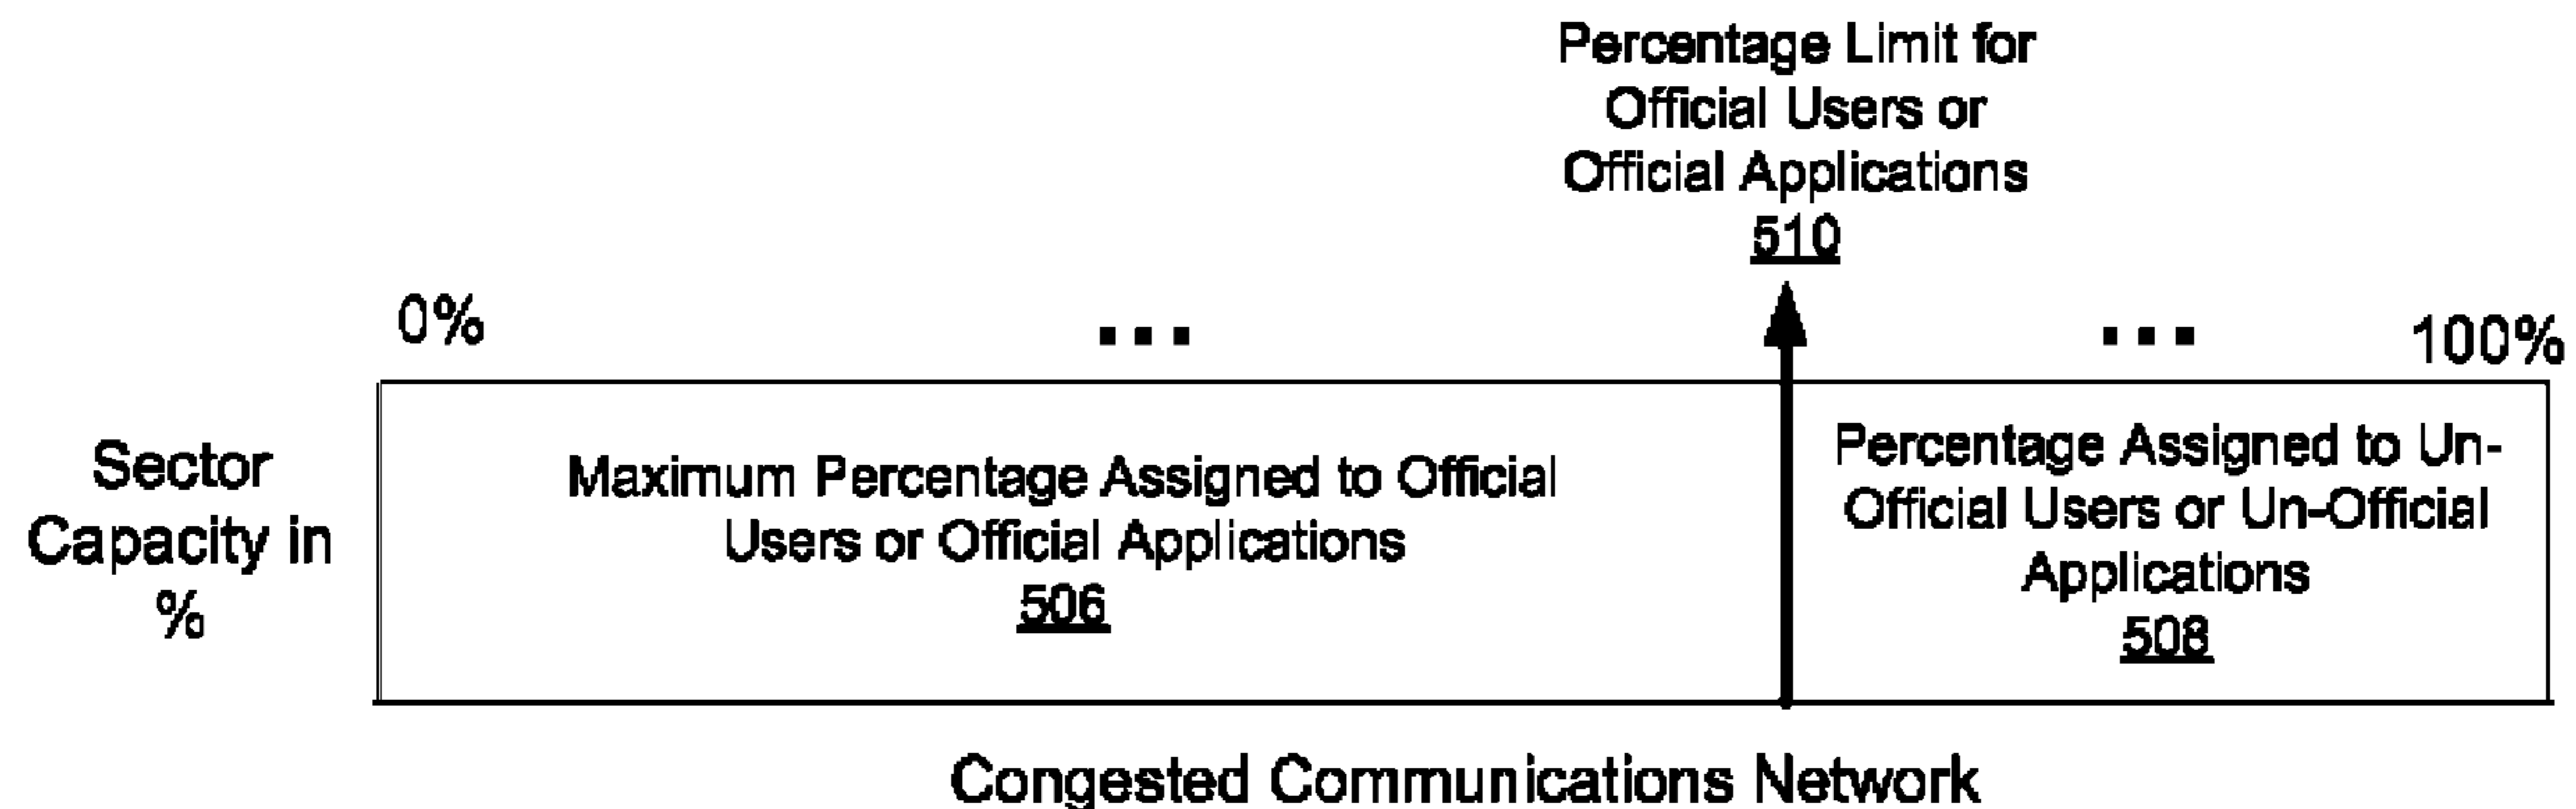 Percentage Limit for
Official Users or
Official Applications
510
0%
...
...
100%
Sector
Capacity in
%
Maximum Percentage Assigned to Official
Users or Official Applications
506
Percentage Assigned to Un-
Official Users or Un-Official
Applications
508
Congested Communications Network